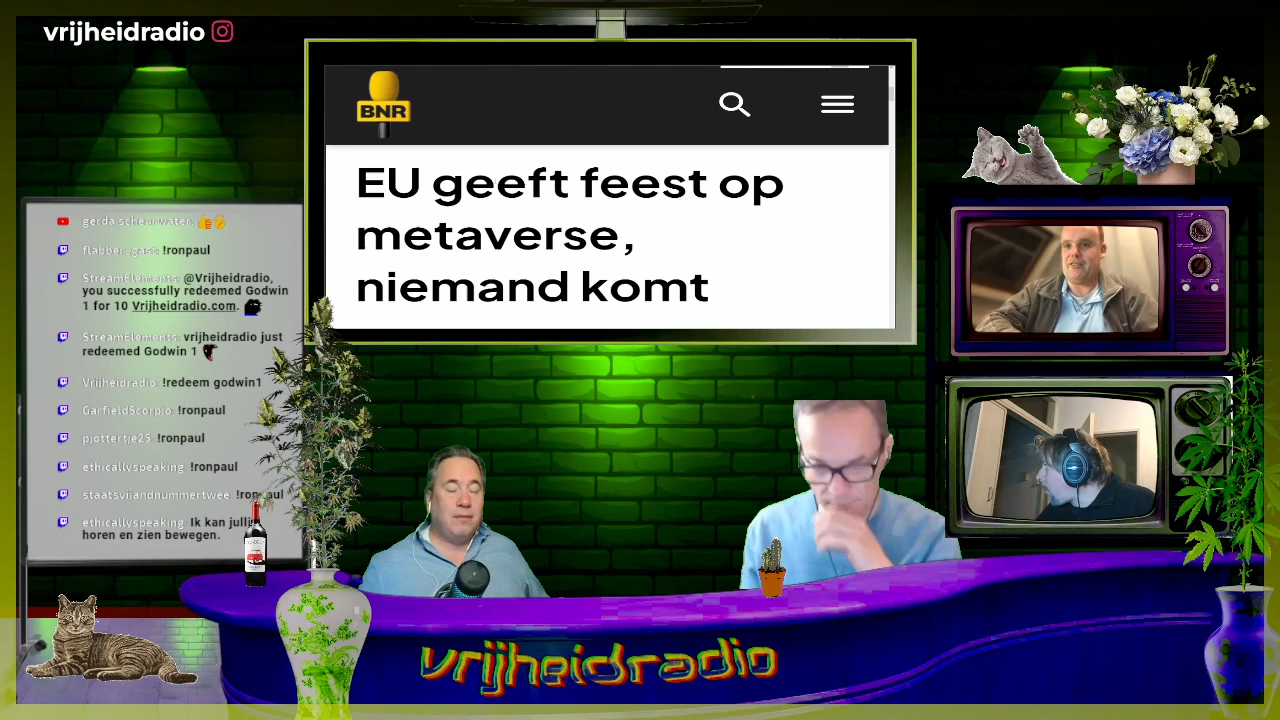 vrijheidradio
BNR
EU geeft feest op
metaverse,
niemand komt
gerda scheurwater: 👍👋
flabber_gast: !ronpaul
StreamElements: @Vrijheidradio,
you successfully redeemed Godwin
1 for 10 Vrijheidradio.com.
StreamElements: vrijheidradio just
redeemed Godwin 1
Vrijheidradio: !redeem godwin1
GarfieldScorpio: !ronpaul
pjottertje25: !ronpaul
ethicallyspeaking: !ronpaul
staatsvijandnummertwee: !ronpaul
ethicallyspeaking: Ik kan jullie
horen en zien bewegen.
vrijheidradio